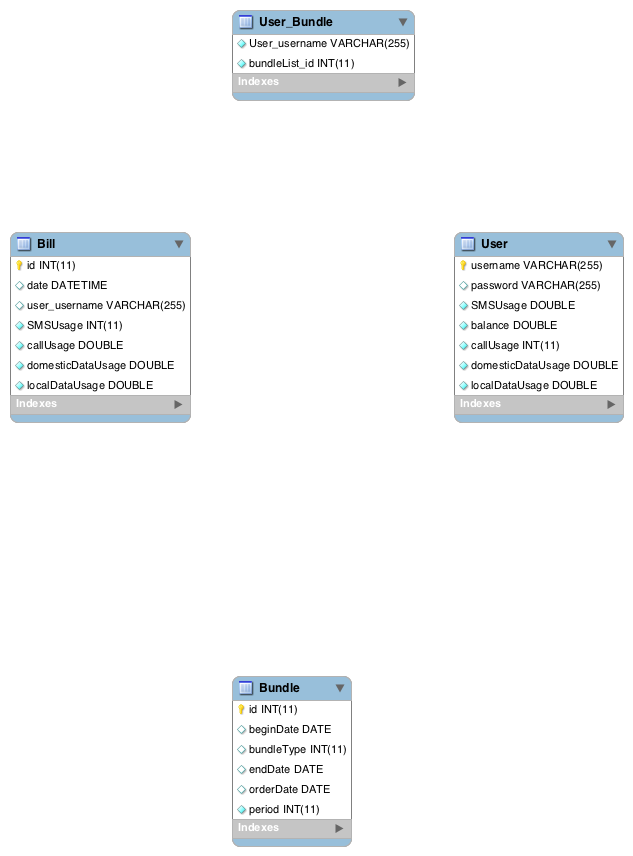 User_Bundle
User_username VARCHAR(255)
bundleList_id INT(11)
Indexes
Bill
id INT(11)
date DATETIME
user_username VARCHAR(255)
SMSUsage INT(11)
callUsage DOUBLE
domesticDataUsage DOUBLE
localDataUsage DOUBLE
Indexes
User
username VARCHAR(255)
password VARCHAR(255)
SMSUsage DOUBLE
balance DOUBLE
callUsage INT(11)
domesticDataUsage DOUBLE
localDataUsage DOUBLE
Indexes
Bundle
id INT(11)
beginDate DATE
bundleType INT(11)
endDate DATE
orderDate DATE
period INT(11)
Indexes